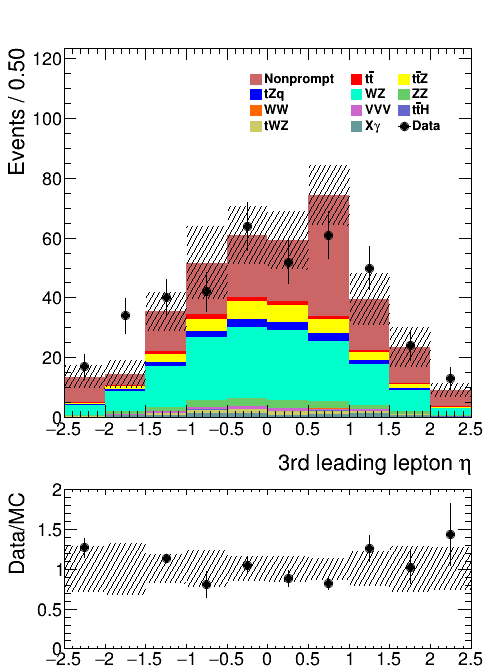 Events / 0.50
120
100
80
60
40
20
0
Nonprompt tt̄ tt̄Z
tZq WZ ZZ
WW VVV tt̄H
tWZ Xγ Data
−2.5 −2 −1.5 −1 −0.5 0 0.5 1 1.5 2 2.5
3rd leading lepton η
Data/MC
2
1.5
1
0.5
0
−2.5 −2 −1.5 −1 −0.5 0 0.5 1 1.5 2 2.5